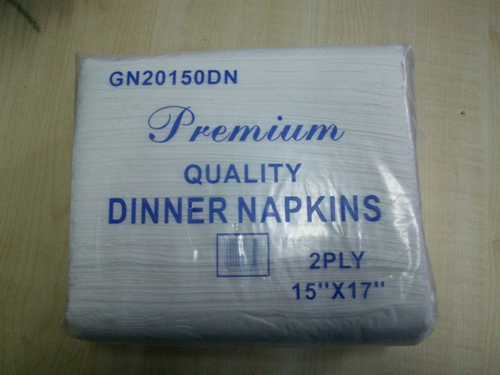 GN20150DN
Premium
QUALITY
DINNER NAPKINS
2PLY
15"X17"